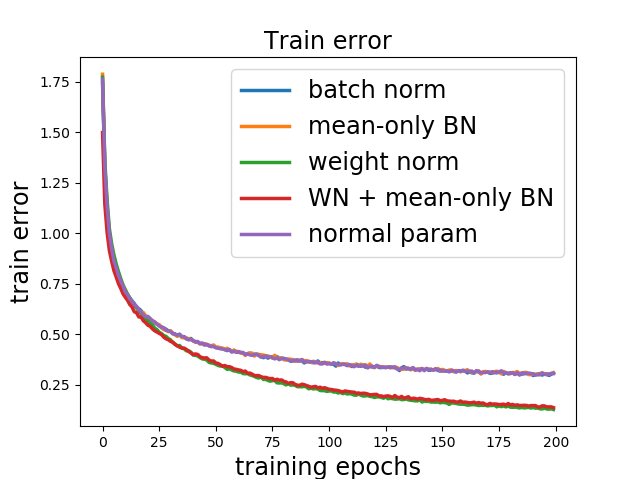 Train error
batch norm
mean-only BN
weight norm
WN + mean-only BN
normal param
train error
1.75
1.50
1.25
1.00
0.75
0.50
0.25
0 25 50 75 100 125 150 175 200
training epochs